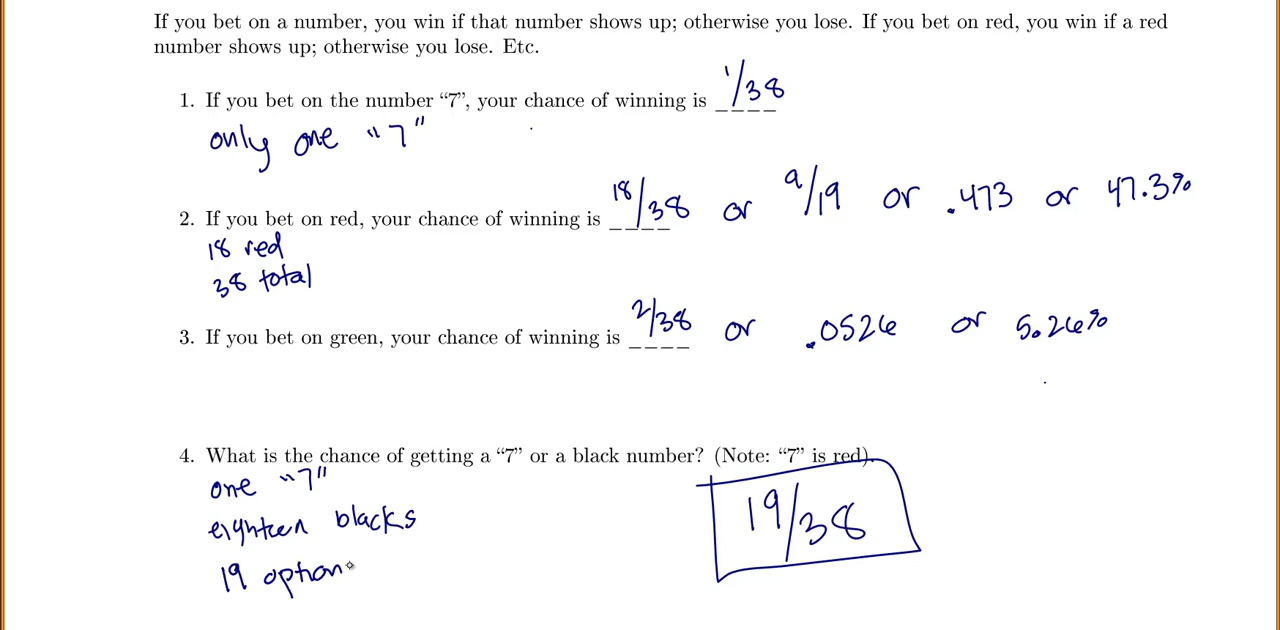 If you bet on a number, you win if that number shows up; otherwise you lose. If you bet on red, you win if a red
number shows up; otherwise you lose. Etc.
1. If you bet on the number “7”, your chance of winning is ____ 1/38
only one "7"
2. If you bet on red, your chance of winning is ____ 18/38 or 9/19 or .473 or 47.3%
18 red
38 total
3. If you bet on green, your chance of winning is ____ 2/38 or .0526 or 5.26%
4. What is the chance of getting a “7” or a black number? (Note: “7” is red).
one "7"
eighteen blacks
19/38
19 option